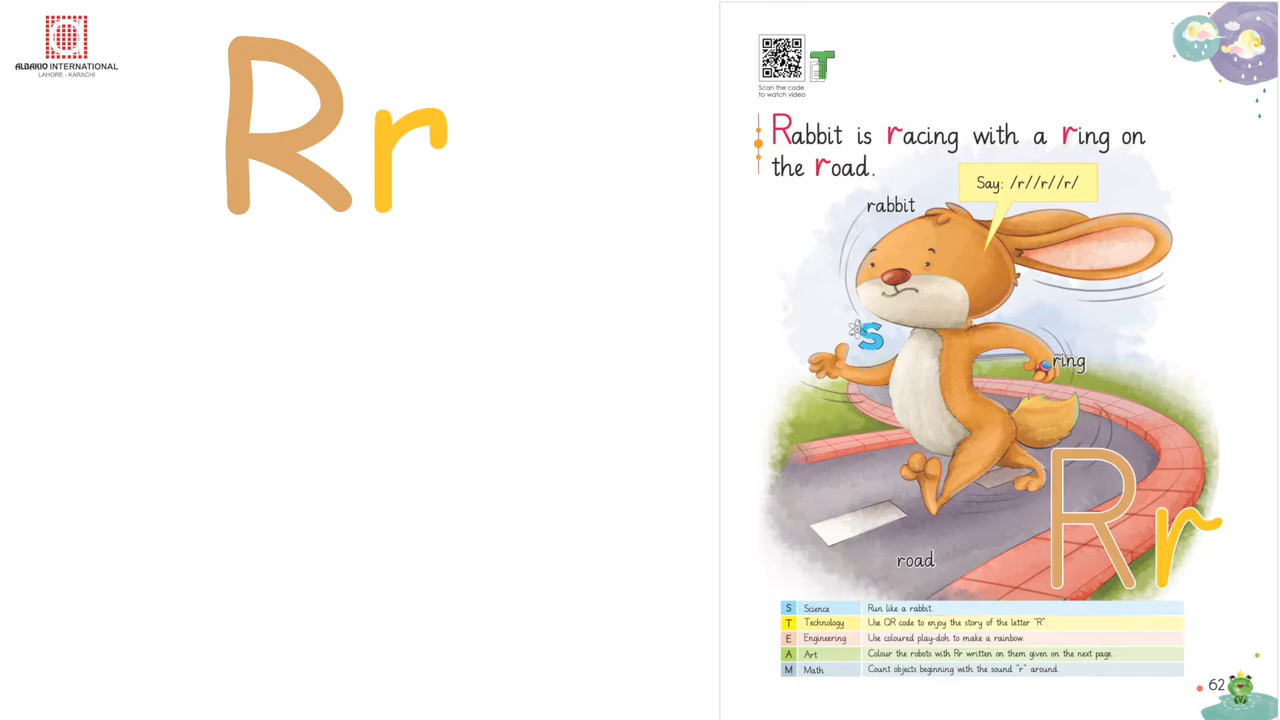 ALBAKIO INTERNATIONAL
LAHORE - KARACHI
Rr
Scan the code
to watch video
T
Rabbit is racing with a ring on
the road.
Say: /r//r//r/
rabbit
S
ring
road
Rr
S Science Run like a rabbit.
T Technology Use QR code to enjoy the story of the letter "R"
E Engineering Use coloured play-doh to make a rainbow.
A Art Colour the robots with Rr written on them given on the next page.
M Math Count objects beginning with the sound "r" around.
62